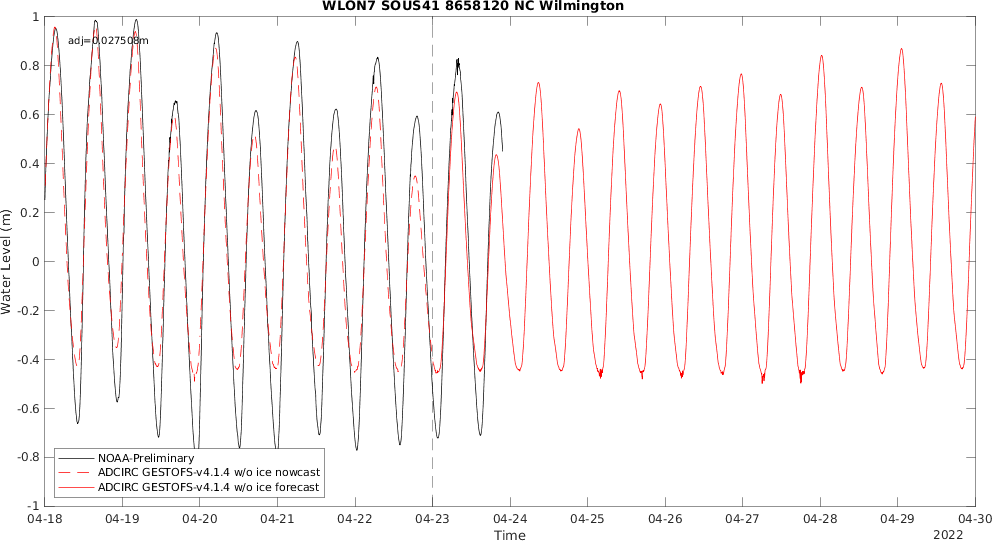 WLON7 SOUS41 8658120 NC Wilmington
adj=0.027508m
1
0.8
0.6
0.4
0.2
0
-0.2
-0.4
-0.6
-0.8
-1
Water Level (m)
NOAA-Preliminary
ADCIRC GESTOFS-v4.1.4 w/o ice nowcast
ADCIRC GESTOFS-v4.1.4 w/o ice forecast
04-18 04-19 04-20 04-21 04-22 04-23 04-24 04-25 04-26 04-27 04-28 04-29 04-30
Time
2022